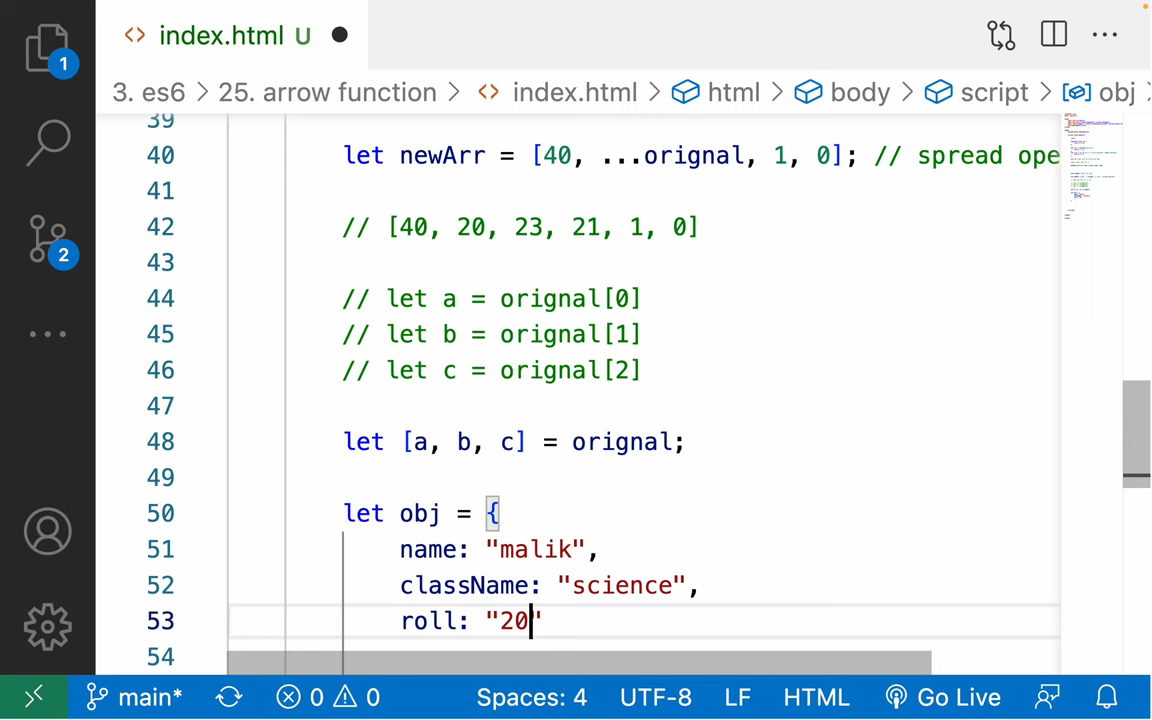 index.html U
1
3. es6 > 25. arrow function > index.html > html > body > script > obj
39
40 let newArr = [40, ...orignal, 1, 0]; // spread ope
41
42 // [40, 20, 23, 21, 1, 0]
43
2
44 // let a = orignal[0]
45 // let b = orignal[1]
46 // let c = orignal[2]
47
48 let [a, b, c] = orignal;
49
50 let obj = {
51 name: "malik",
52 className: "science",
53 roll: "20"
54
main* 0 0 Spaces: 4 UTF-8 LF HTML Go Live